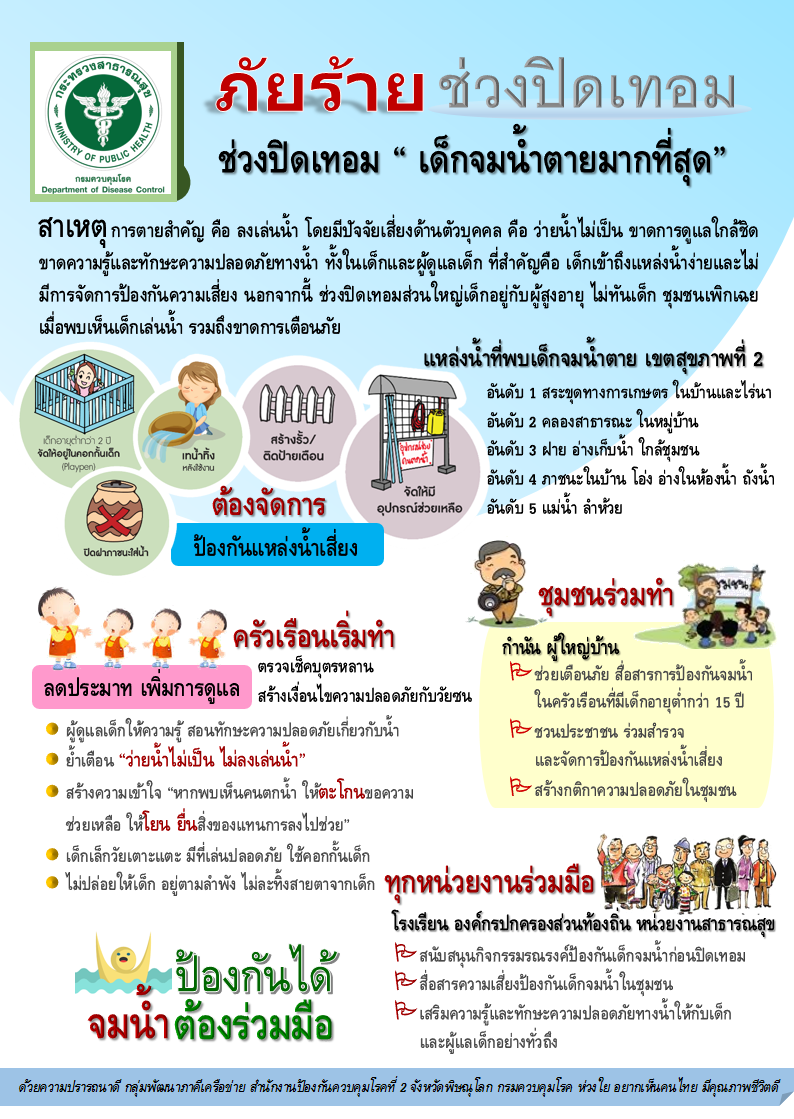 กระทรวงสาธารณสุข
MINISTRY OF PUBLIC HEALTH
กรมควบคุมโรค
Department of Disease Control
ภัยร้าย ช่วงปิดเทอม
ช่วงปิดเทอม “ เด็กจมน้ำตายมากที่สุด”
สาเหตุ การตายสำคัญ คือ ลงเล่นน้ำ โดยมีปัจจัยเสี่ยงด้านตัวบุคคล คือ ว่ายน้ำไม่เป็น ขาดการดูแลใกล้ชิด
ขาดความรู้และทักษะความปลอดภัยทางน้ำ ทั้งในเด็กและผู้ดูแลเด็ก ที่สำคัญคือ เด็กเข้าถึงแหล่งน้ำง่ายและไม่
มีการจัดการป้องกันความเสี่ยง นอกจากนี้ ช่วงปิดเทอมส่วนใหญ่เด็กอยู่กับผู้สูงอายุ ไม่ทันเด็ก ชุมชนเพิกเฉย
เมื่อพบเห็นเด็กเล่นน้ำ รวมถึงขาดการเตือนภัย
แหล่งน้ำที่พบเด็กจมน้ำตาย เขตสุขภาพที่ 2
อันดับ 1 สระขุดทางการเกษตร ในบ้านและไร่นา
อันดับ 2 คลองสาธารณะ ในหมู่บ้าน
อันดับ 3 ฝาย อ่างเก็บน้ำ ใกล้ชุมชน
อันดับ 4 ภาชนะในบ้าน โอ่ง อ่างในห้องน้ำ ถังน้ำ
อันดับ 5 แม่น้ำ ลำห้วย
เด็กอายุต่ำกว่า 2 ปี
จัดให้อยู่ในคอกกั้นเด็ก
(Playpen)
เทน้ำทิ้ง
หลังใช้งาน
สร้างรั้ว/
ติดป้ายเตือน
จัดให้มี
อุปกรณ์ช่วยเหลือ
ปิดฝาภาชนะใส่น้ำ
ต้องจัดการ
ป้องกันแหล่งน้ำเสี่ยง
ชุมชน
ชุมชนร่วมทำ
กำนัน ผู้ใหญ่บ้าน
ช่วยเตือนภัย สื่อสารการป้องกันจมน้ำ
ในครัวเรือนที่มีเด็กอายุต่ำกว่า 15 ปี
ชวนประชาชน ร่วมสำรวจ
และจัดการป้องกันแหล่งน้ำเสี่ยง
สร้างกติกาความปลอดภัยในชุมชน
ครัวเรือนเริ่มทำ
ลดประมาท เพิ่มการดูแล
ตรวจเช็คบุตรหลาน
สร้างเงื่อนไขความปลอดภัยกับวัยซน
ผู้ดูแลเด็กให้ความรู้ สอนทักษะความปลอดภัยเกี่ยวกับน้ำ
ย้ำเตือน “ว่ายน้ำไม่เป็น ไม่ลงเล่นน้ำ”
สร้างความเข้าใจ “หากพบเห็นคนตกน้ำ ให้ตะโกนขอความ
ช่วยเหลือ ให้โยน ยื่นสิ่งของแทนการลงไปช่วย”
เด็กเล็กวัยเตาะแตะ มีที่เล่นปลอดภัย ใช้คอกกั้นเด็ก
ไม่ปล่อยให้เด็ก อยู่ตามลำพัง ไม่ละทิ้งสายตาจากเด็ก
ทุกหน่วยงานร่วมมือ
โรงเรียน องค์กรปกครองส่วนท้องถิ่น หน่วยงานสาธารณสุข
สนับสนุนกิจกรรมรณรงค์ป้องกันเด็กจมน้ำก่อนปิดเทอม
สื่อสารความเสี่ยงป้องกันเด็กจมน้ำในชุมชน
เสริมความรู้และทักษะความปลอดภัยทางน้ำให้กับเด็ก
และผู้แลเด็กอย่างทั่วถึง
ป้องกันได้
จมน้ำ ต้องร่วมมือ
ด้วยความปรารถนาดี กลุ่มพัฒนาภาคีเครือข่าย สำนักงานป้องกันควบคุมโรคที่ 2 จังหวัดพิษณุโลก กรมควบคุมโรค ห่วงใย อยากเห็นคนไทย มีคุณภาพชีวิตดี